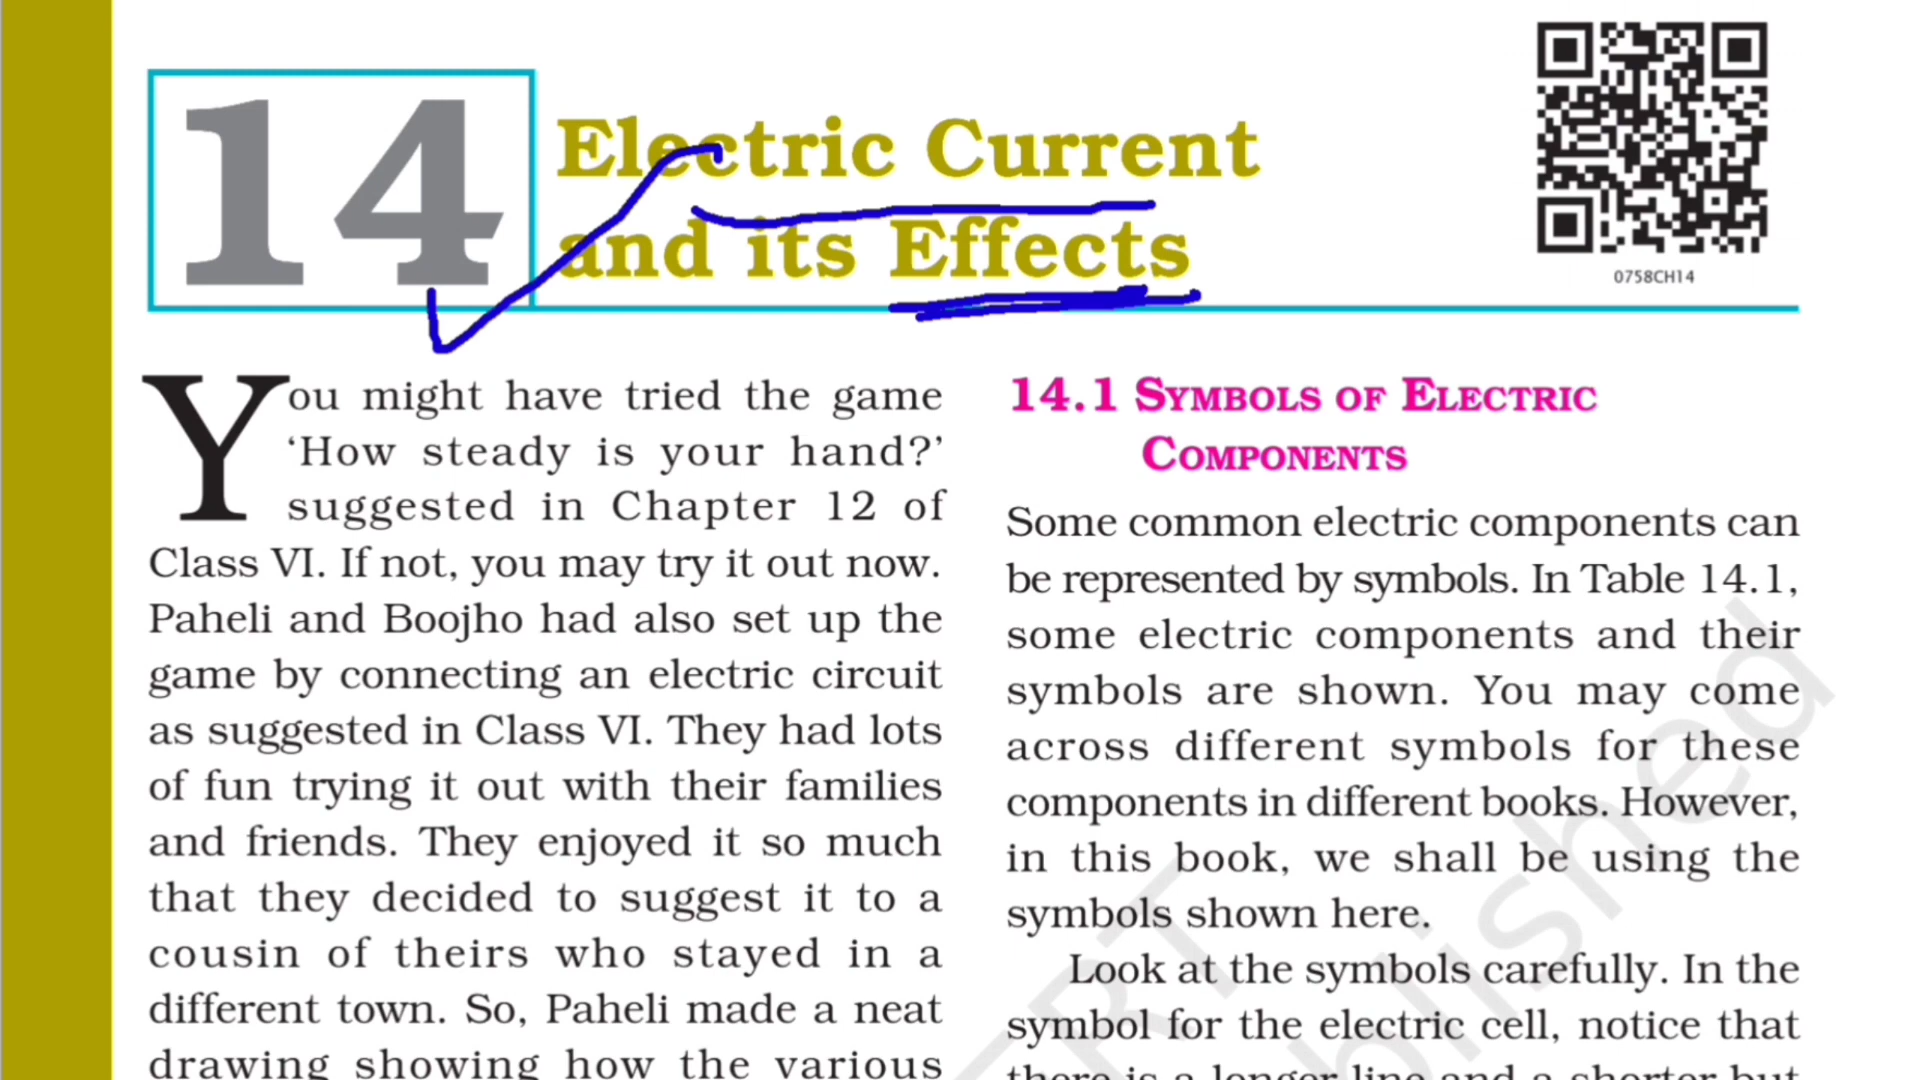 14
Electric Current
and its Effects
0758CH14
You might have tried the game
‘How steady is your hand?’
suggested in Chapter 12 of
Class VI. If not, you may try it out now.
Paheli and Boojho had also set up the
game by connecting an electric circuit
as suggested in Class VI. They had lots
of fun trying it out with their families
and friends. They enjoyed it so much
that they decided to suggest it to a
cousin of theirs who stayed in a
different town. So, Paheli made a neat
drawing showing how the various
14.1 SYMBOLS OF ELECTRIC
COMPONENTS
Some common electric components can
be represented by symbols. In Table 14.1,
some electric components and their
symbols are shown. You may come
across different symbols for these
components in different books. However,
in this book, we shall be using the
symbols shown here.
Look at the symbols carefully. In the
symbol for the electric cell, notice that
there is a longer line and a shorter but